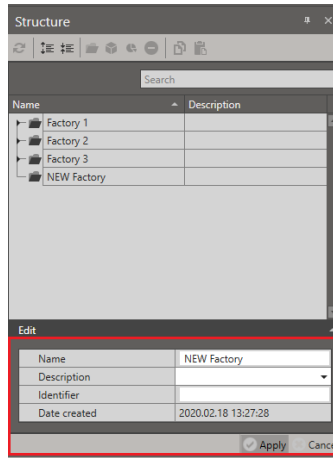 Structure
Search
Name Description
Factory 1
Factory 2
Factory 3
NEW Factory
Edit
Name NEW Factory
Description
Identifier
Date created 2020.02.18 13:27:28
Apply Cance